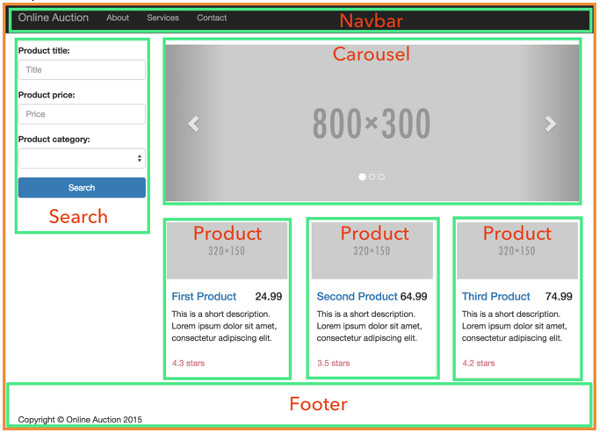 Online Auction About Services Contact Navbar
Product title:
Title
Product price:
Price
Product category:
Search
Search
Carousel
800×300
Product
320×150
First Product 24.99
This is a short description.
Lorem ipsum dolor sit amet,
consectetur adipiscing elit.
4.3 stars
Product
320×150
Second Product 64.99
This is a short description.
Lorem ipsum dolor sit amet,
consectetur adipiscing elit.
3.5 stars
Product
320×150
Third Product 74.99
This is a short description.
Lorem ipsum dolor sit amet,
consectetur adipiscing elit.
4.2 stars
Footer
Copyright © Online Auction 2015